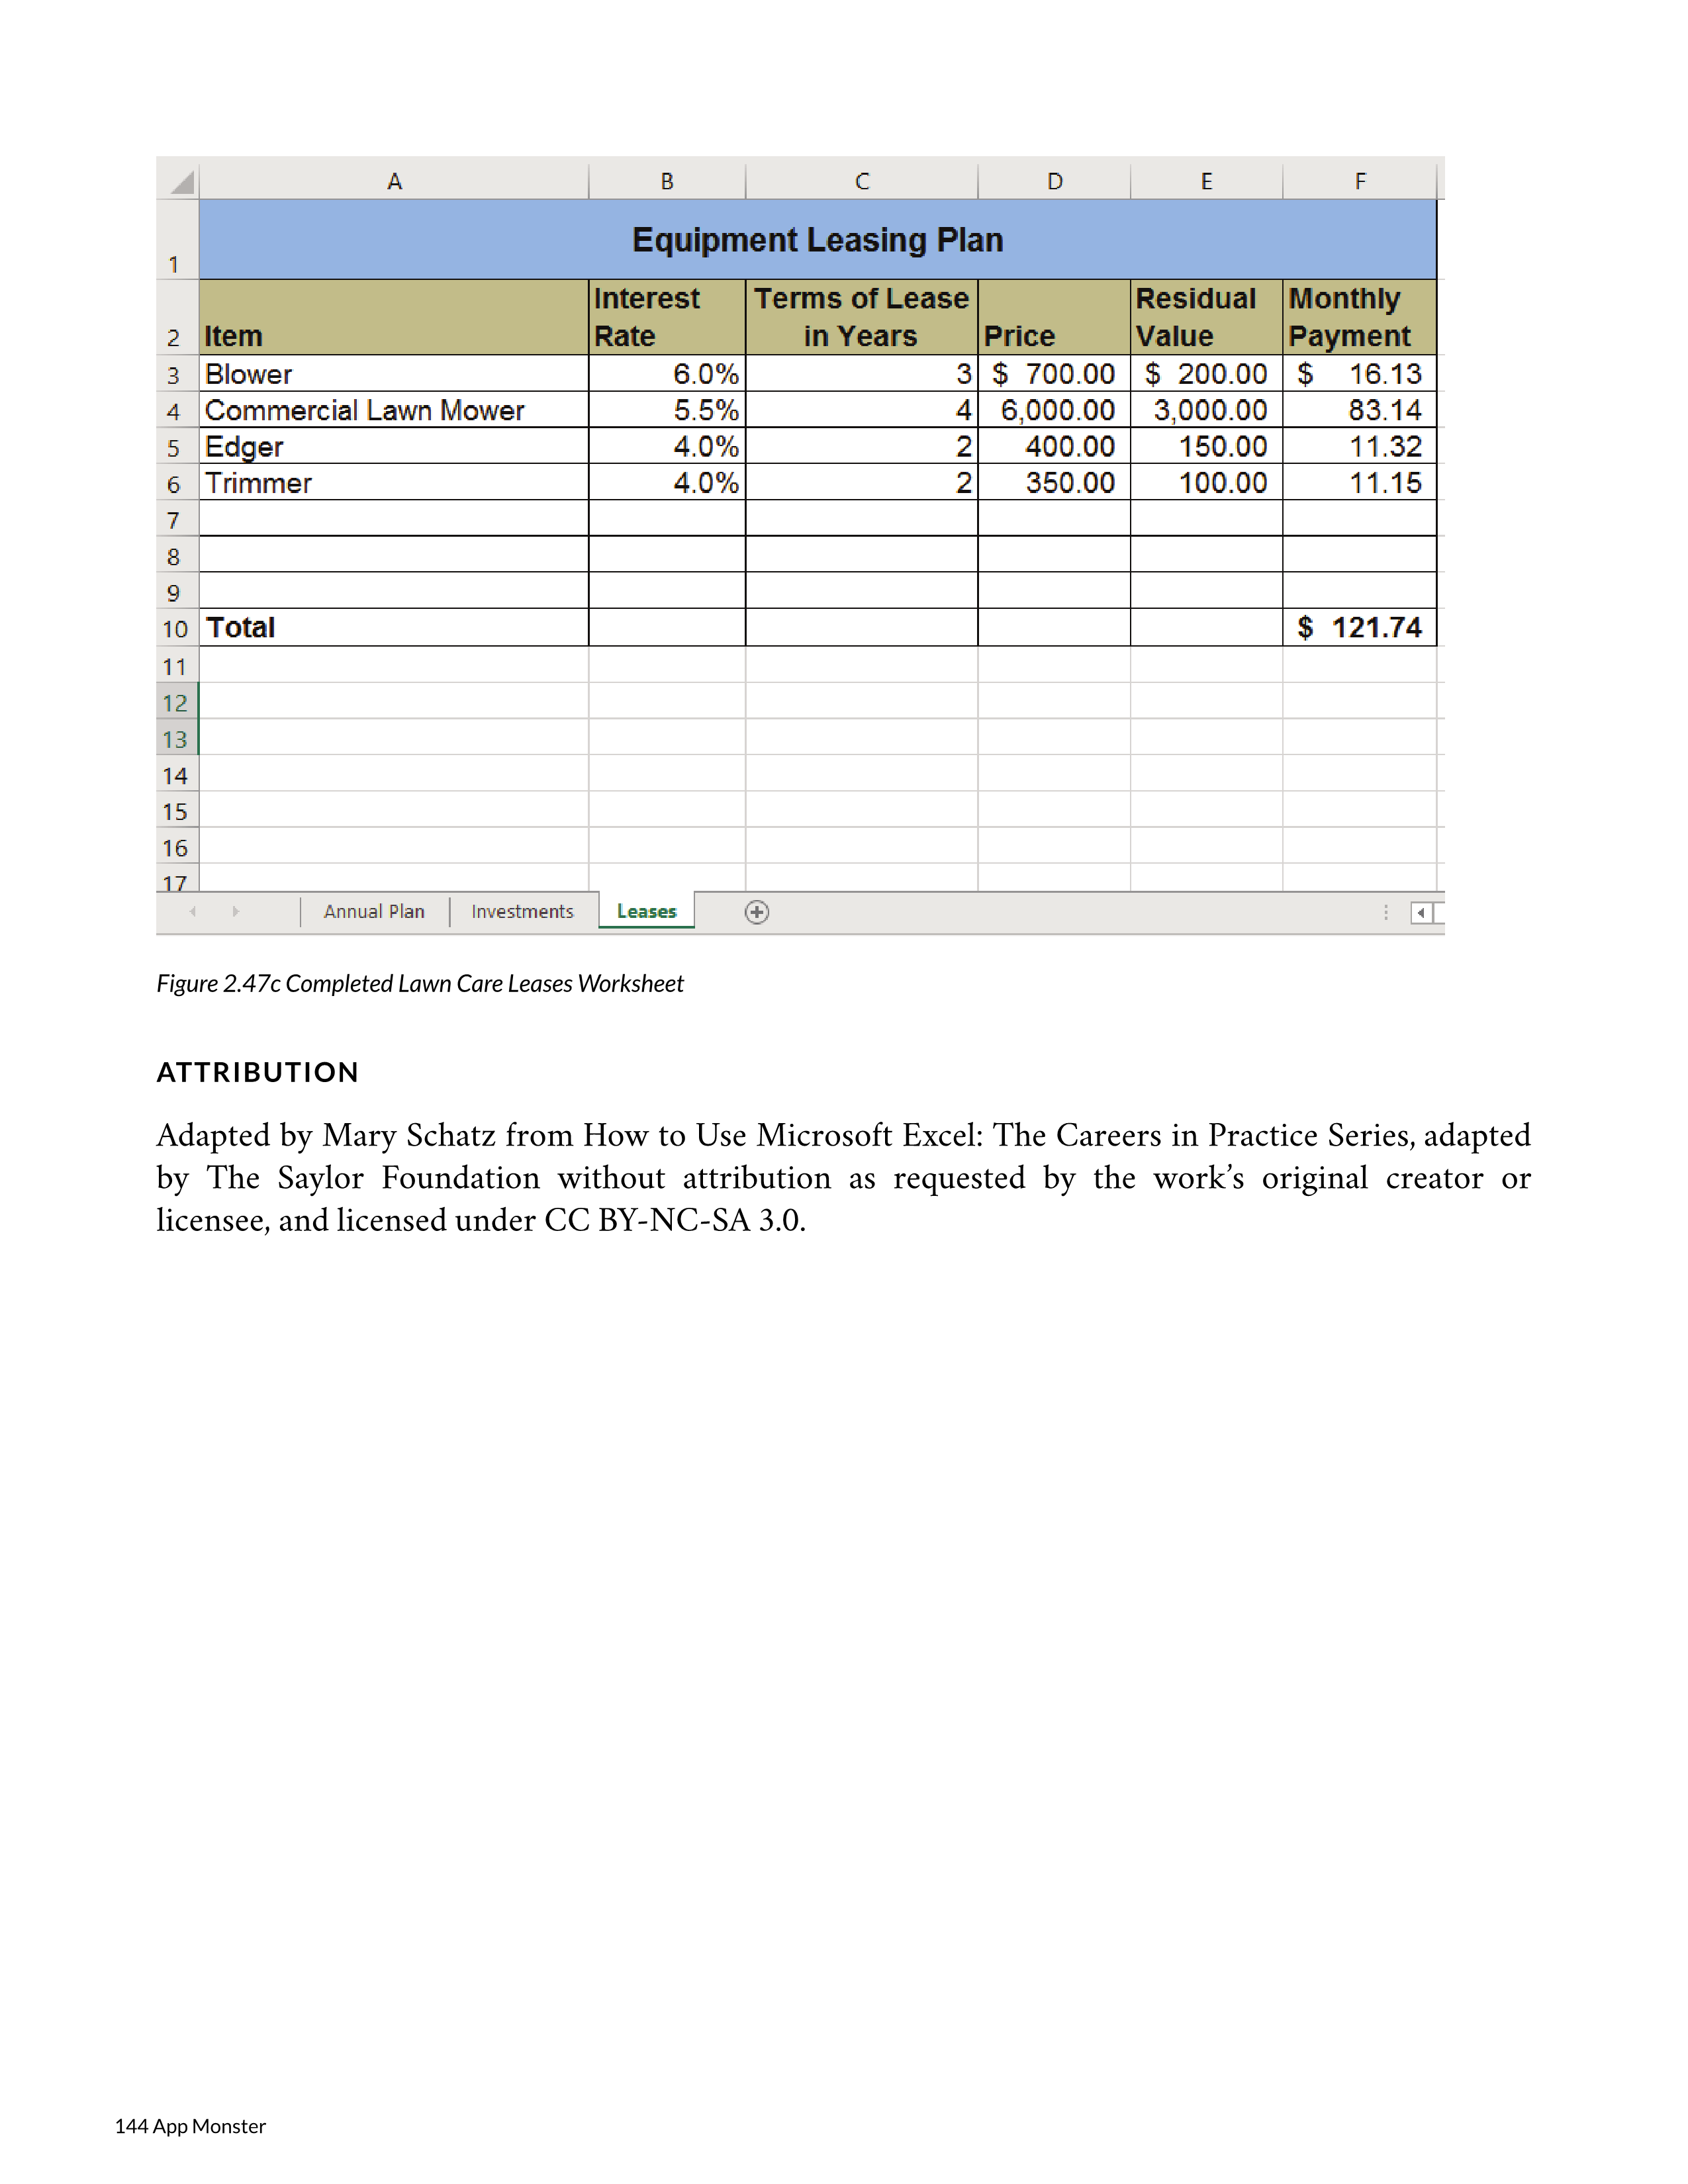 A B C D E F
1 Equipment Leasing Plan
2 Item Interest Rate Terms of Lease in Years Price Residual Value Monthly Payment
3 Blower 6.0% 3 $ 700.00 $ 200.00 $ 16.13
4 Commercial Lawn Mower 5.5% 4 6,000.00 3,000.00 83.14
5 Edger 4.0% 2 400.00 150.00 11.32
6 Trimmer 4.0% 2 350.00 100.00 11.15
7
8
9
10 Total $ 121.74
11
12
13
14
15
16
17
Annual Plan Investments Leases
Figure 2.47c Completed Lawn Care Leases Worksheet
ATTRIBUTION
Adapted by Mary Schatz from How to Use Microsoft Excel: The Careers in Practice Series, adapted
by The Saylor Foundation without attribution as requested by the work’s original creator or
licensee, and licensed under CC BY-NC-SA 3.0.
144 App Monster